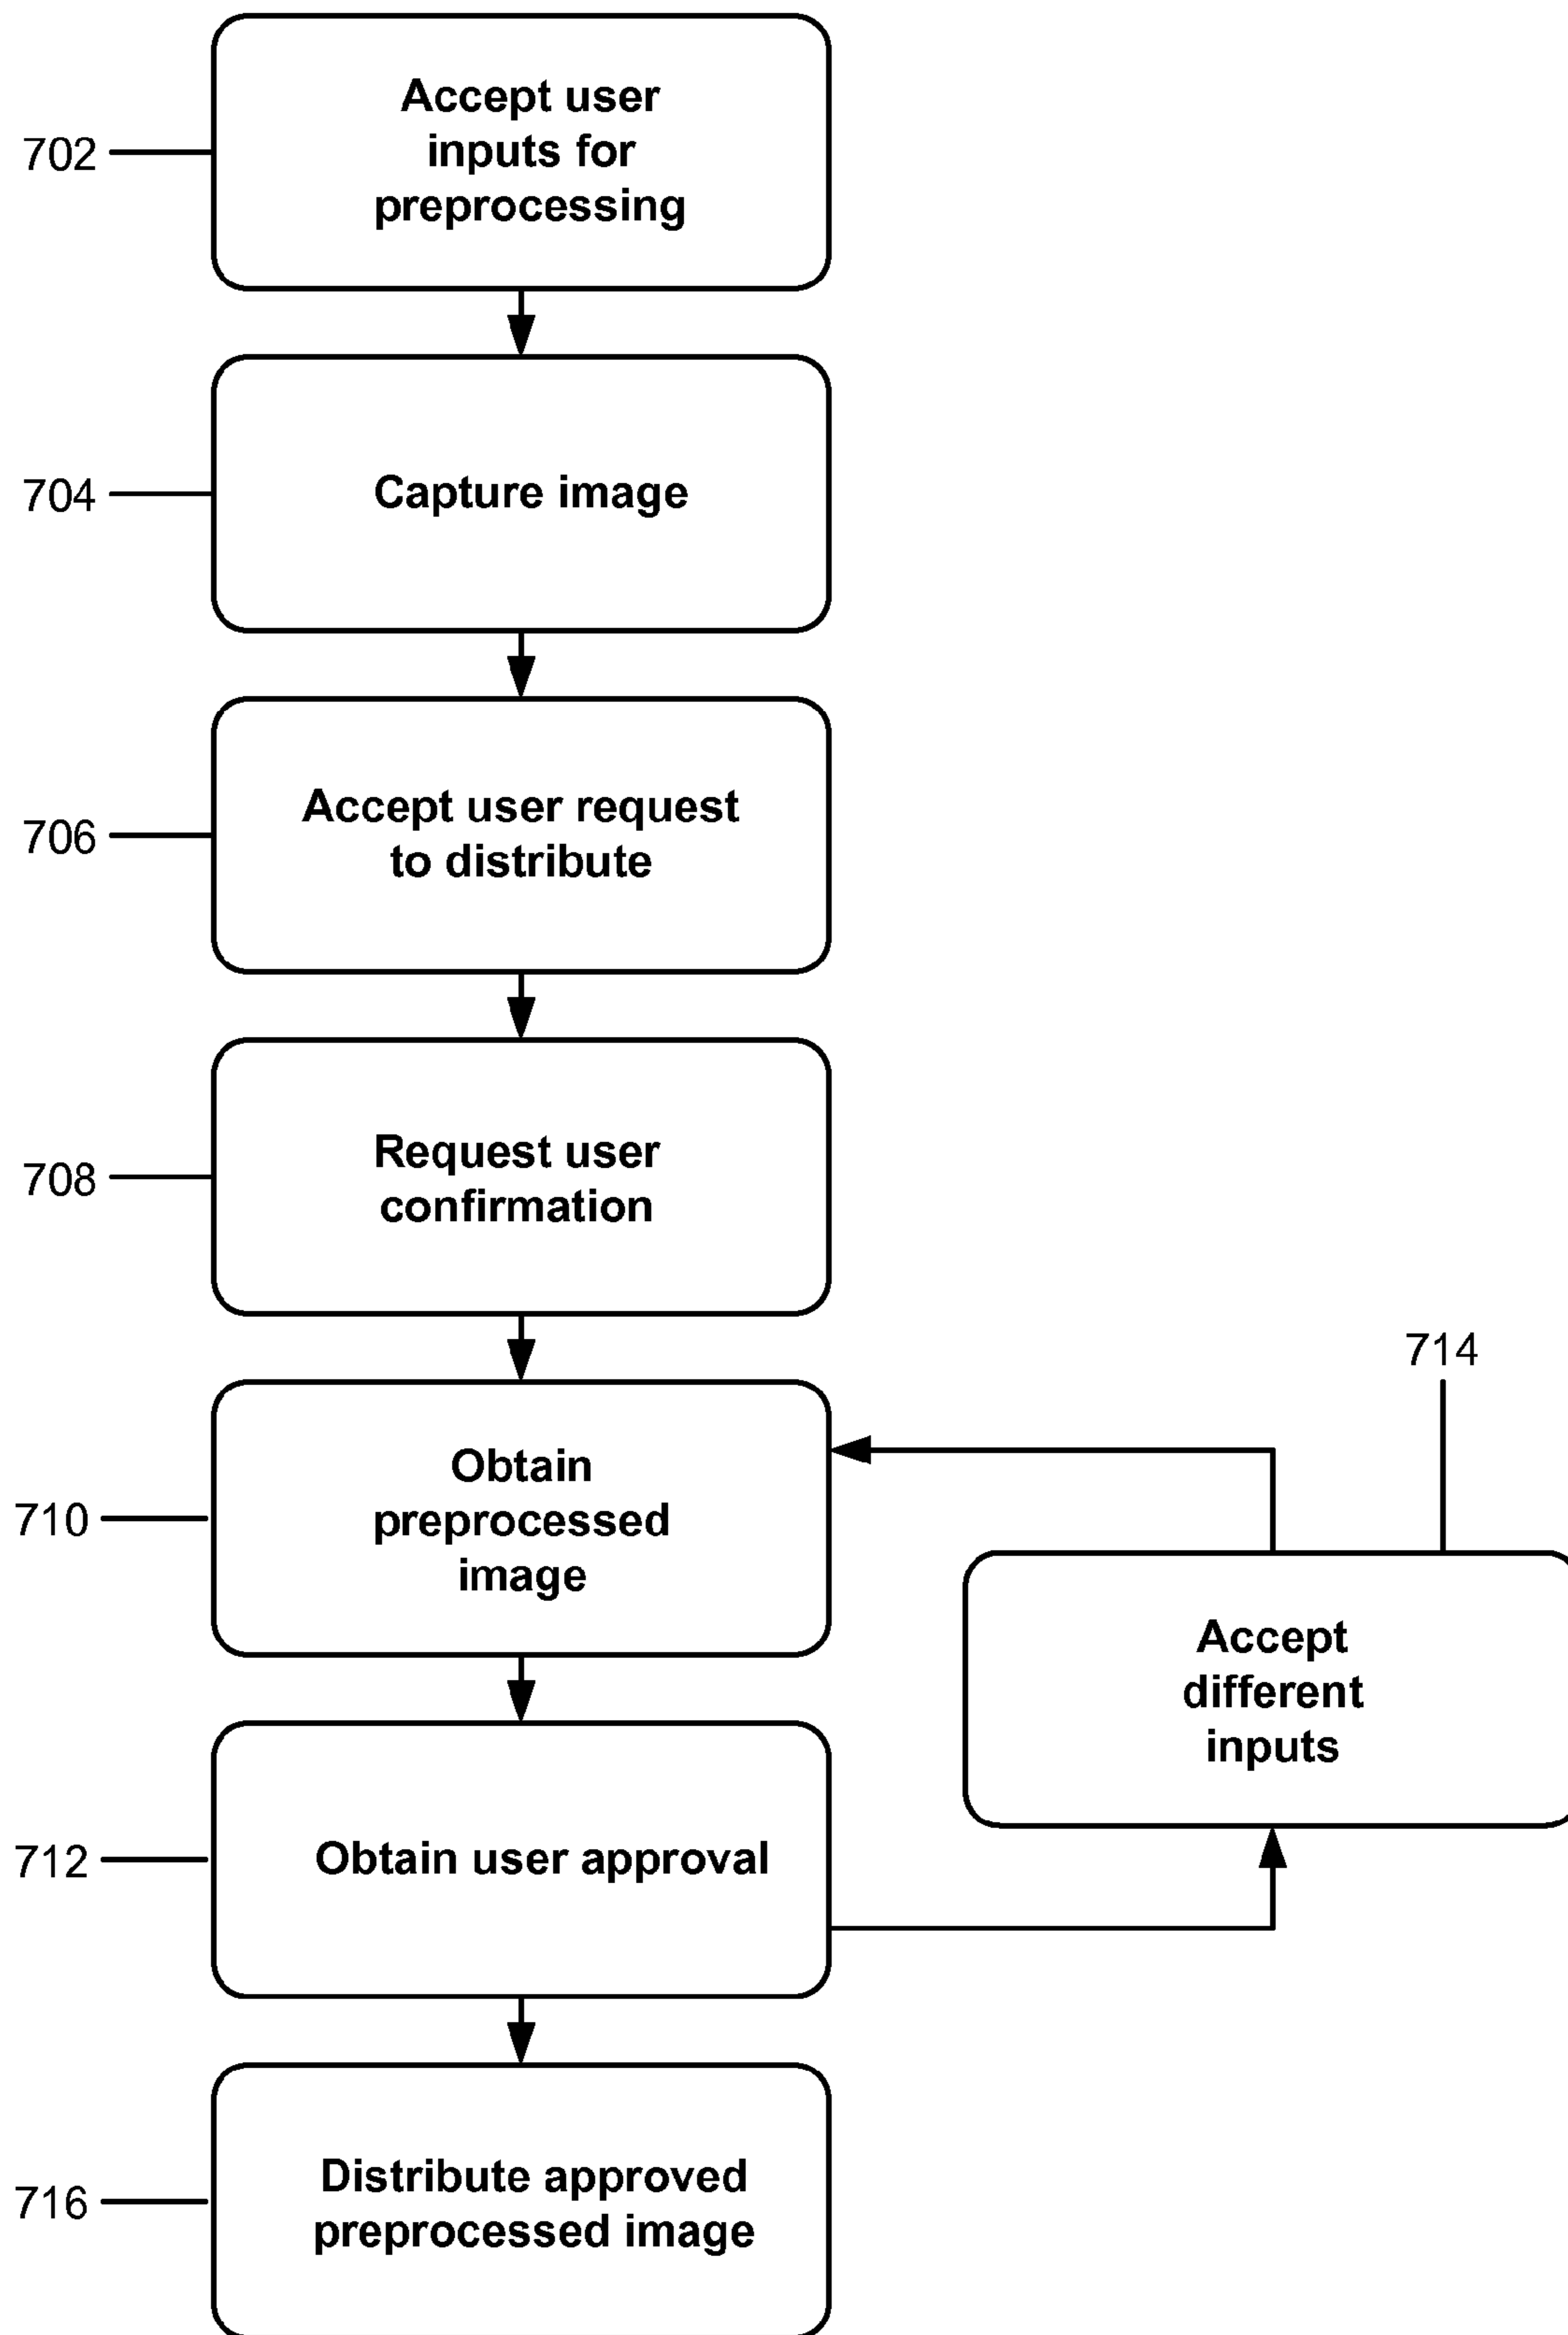 702
Accept user
inputs for
preprocessing
704
Capture image
706
Accept user request
to distribute
708
Request user
confirmation
710
Obtain
preprocessed
image
714
Accept
different
inputs
712
Obtain user approval
716
Distribute approved
preprocessed image